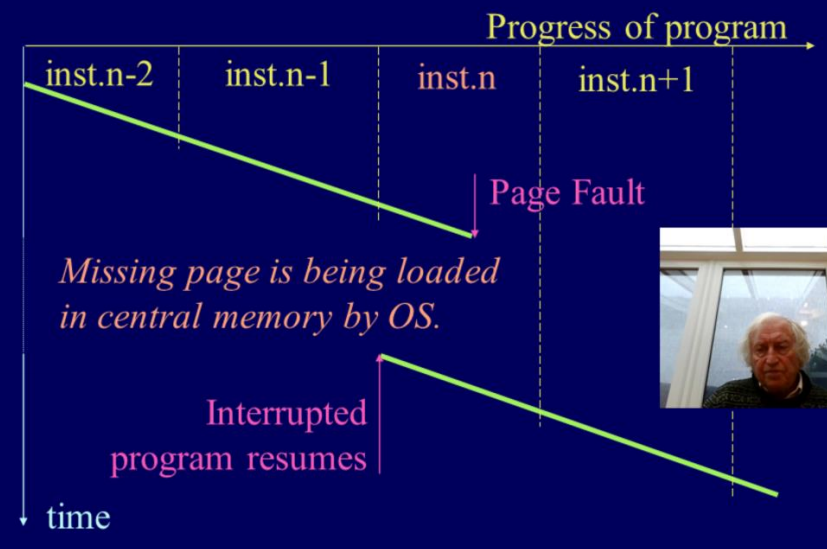 Progress of program
inst.n-2 inst.n-1 inst.n inst.n+1
Page Fault
Missing page is being loaded
in central memory by OS.
Interrupted
program resumes
time